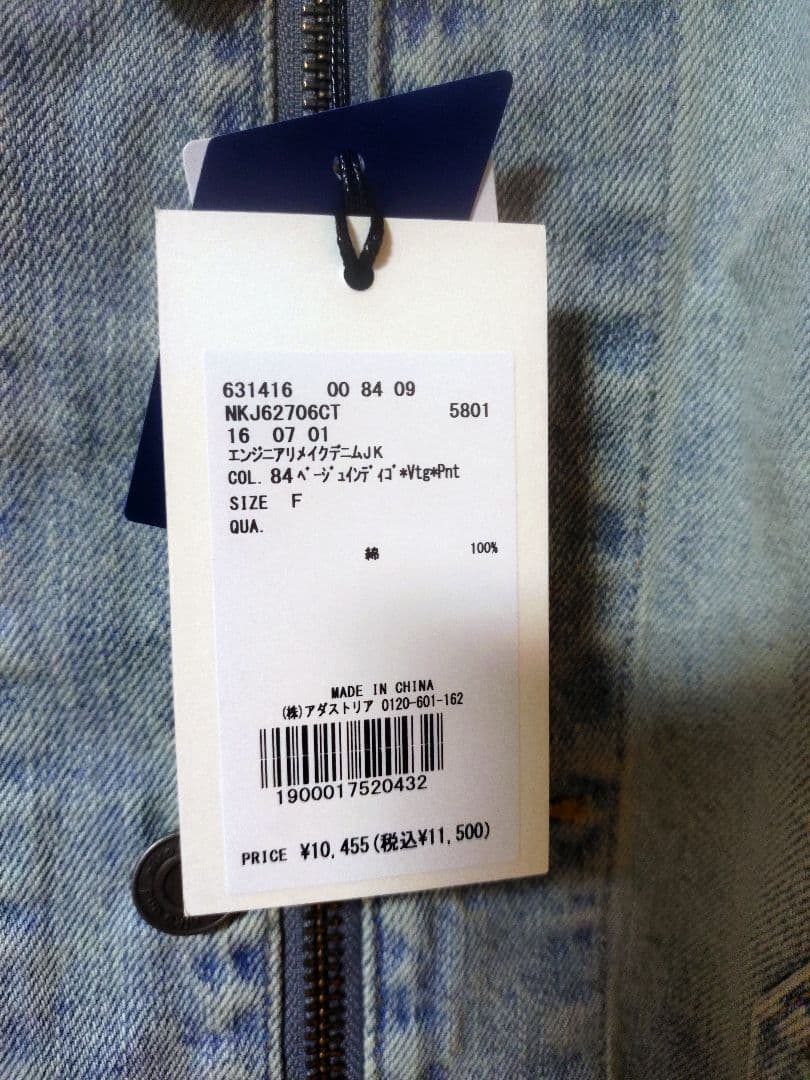 631416 00 84 09
NKJ62706CT 5801
16 07 01
エンジニアリメイクデニムJK
COL. 84 ﾍﾞｰｼﾞｭｲﾝﾃﾞｨｺﾞ*Vtg*Pnt
SIZE F
QUA.
綿 100%
MADE IN CHINA
(株)アダストリア 0120-601-162
1900017520432
PRICE ¥10,455(税込¥11,500)